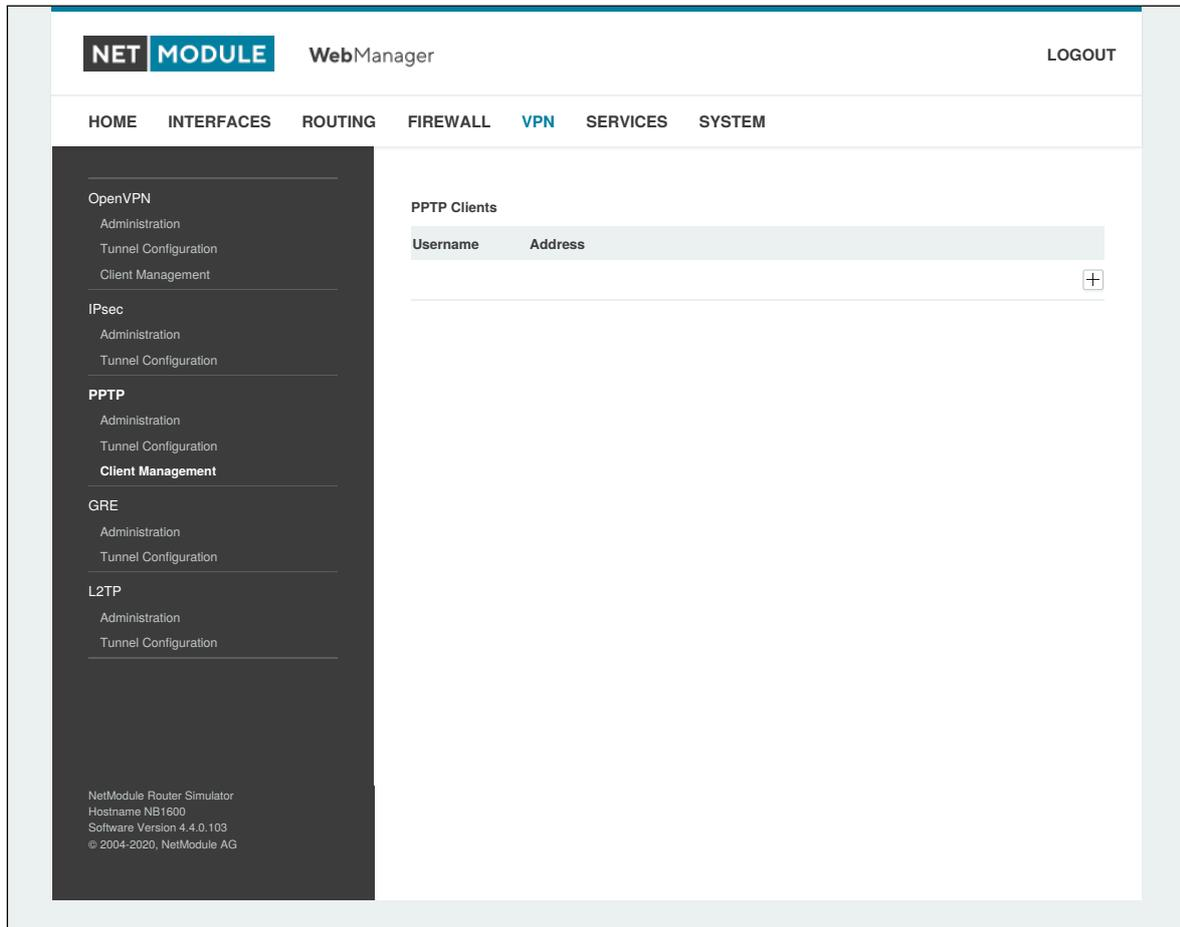 NET MODULE WebManager LOGOUT
HOME INTERFACES ROUTING FIREWALL VPN SERVICES SYSTEM
OpenVPN
Administration
Tunnel Configuration
Client Management
IPsec
Administration
Tunnel Configuration
PPTP
Administration
Tunnel Configuration
Client Management
GRE
Administration
Tunnel Configuration
L2TP
Administration
Tunnel Configuration
NetModule Router Simulator
Hostname NB1600
Software Version 4.4.0.103
© 2004-2020, NetModule AG
PPTP Clients
Username Address